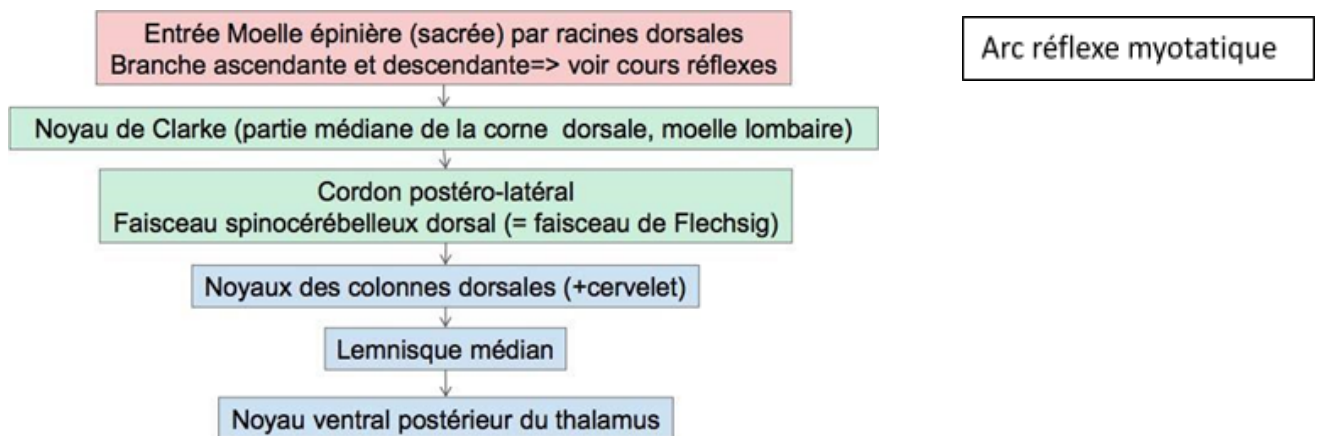 Entrée Moelle épinière (sacrée) par racines dorsales
Branche ascendante et descendante=> voir cours réflexes
Arc réflexe myotatique
Noyau de Clarke (partie médiane de la corne dorsale, moelle lombaire)
Cordon postéro-latéral
Faisceau spinocérébelleux dorsal (= faisceau de Flechsig)
Noyaux des colonnes dorsales (+cervelet)
Lemnisque médian
Noyau ventral postérieur du thalamus